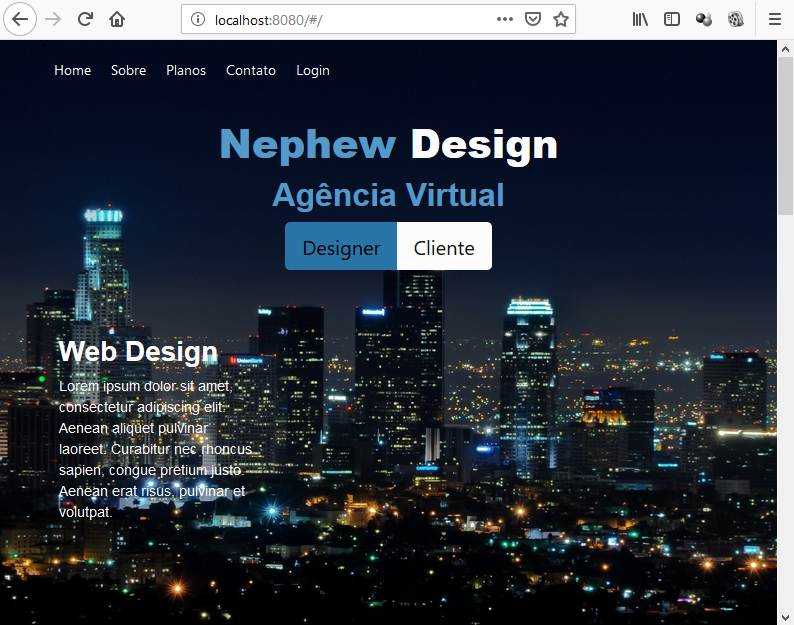 localhost:8080/#/
Home Sobre Planos Contato Login
Nephew Design
Agência Virtual
Designer Cliente
Web Design
Lorem ipsum dolor sit amet,
consectetur adipiscing elit.
Aenean aliquet pulvinar
laoreet. Curabitur nec rhoncus
sapien, congue pretium justo.
Aenean erat risus, pulvinar et
volutpat.
UnionBank